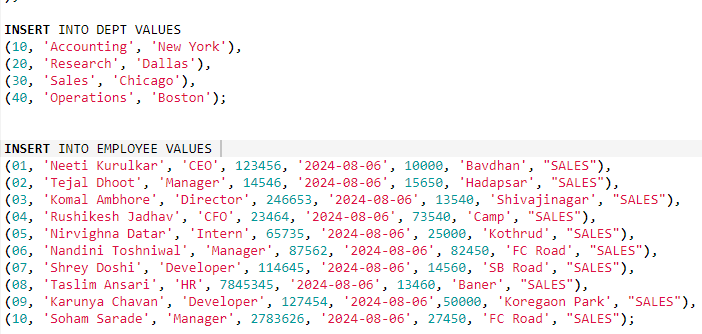 );
INSERT INTO DEPT VALUES
(10, 'Accounting', 'New York'),
(20, 'Research', 'Dallas'),
(30, 'Sales', 'Chicago'),
(40, 'Operations', 'Boston');
INSERT INTO EMPLOYEE VALUES
(01, 'Neeti Kurulkar', 'CEO', 123456, '2024-08-06', 10000, 'Bavdhan', "SALES"),
(02, 'Tejal Dhoot', 'Manager', 14546, '2024-08-06', 15650, 'Hadapsar', "SALES"),
(03, 'Komal Ambhore', 'Director', 246653, '2024-08-06', 13540, 'Shivajinagar', "SALES"),
(04, 'Rushikesh Jadhav', 'CFO', 23464, '2024-08-06', 73540, 'Camp', "SALES"),
(05, 'Nirvighna Datar', 'Intern', 65735, '2024-08-06', 25000, 'Kothrud', "SALES"),
(06, 'Nandini Toshniwal', 'Manager', 87562, '2024-08-06', 82450, 'FC Road', "SALES"),
(07, 'Shrey Doshi', 'Developer', 114645, '2024-08-06', 14560, 'SB Road', "SALES"),
(08, 'Taslim Ansari', 'HR', 7845345, '2024-08-06', 13460, 'Baner', "SALES"),
(09, 'Karunya Chavan', 'Developer', 127454, '2024-08-06',50000, 'Koregaon Park', "SALES"),
(10, 'Soham Sarade', 'Manager', 2783626, '2024-08-06', 27450, 'FC Road', "SALES");